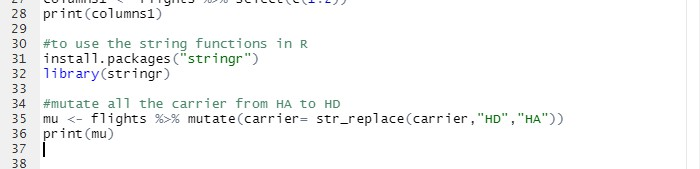 28 print(columns1)
29
30 #to use the string functions in R
31 install.packages("stringr")
32 library(stringr)
33
34 #mutate all the carrier from HA to HD
35 mu <- flights %>% mutate(carrier= str_replace(carrier,"HD","HA"))
36 print(mu)
37
38